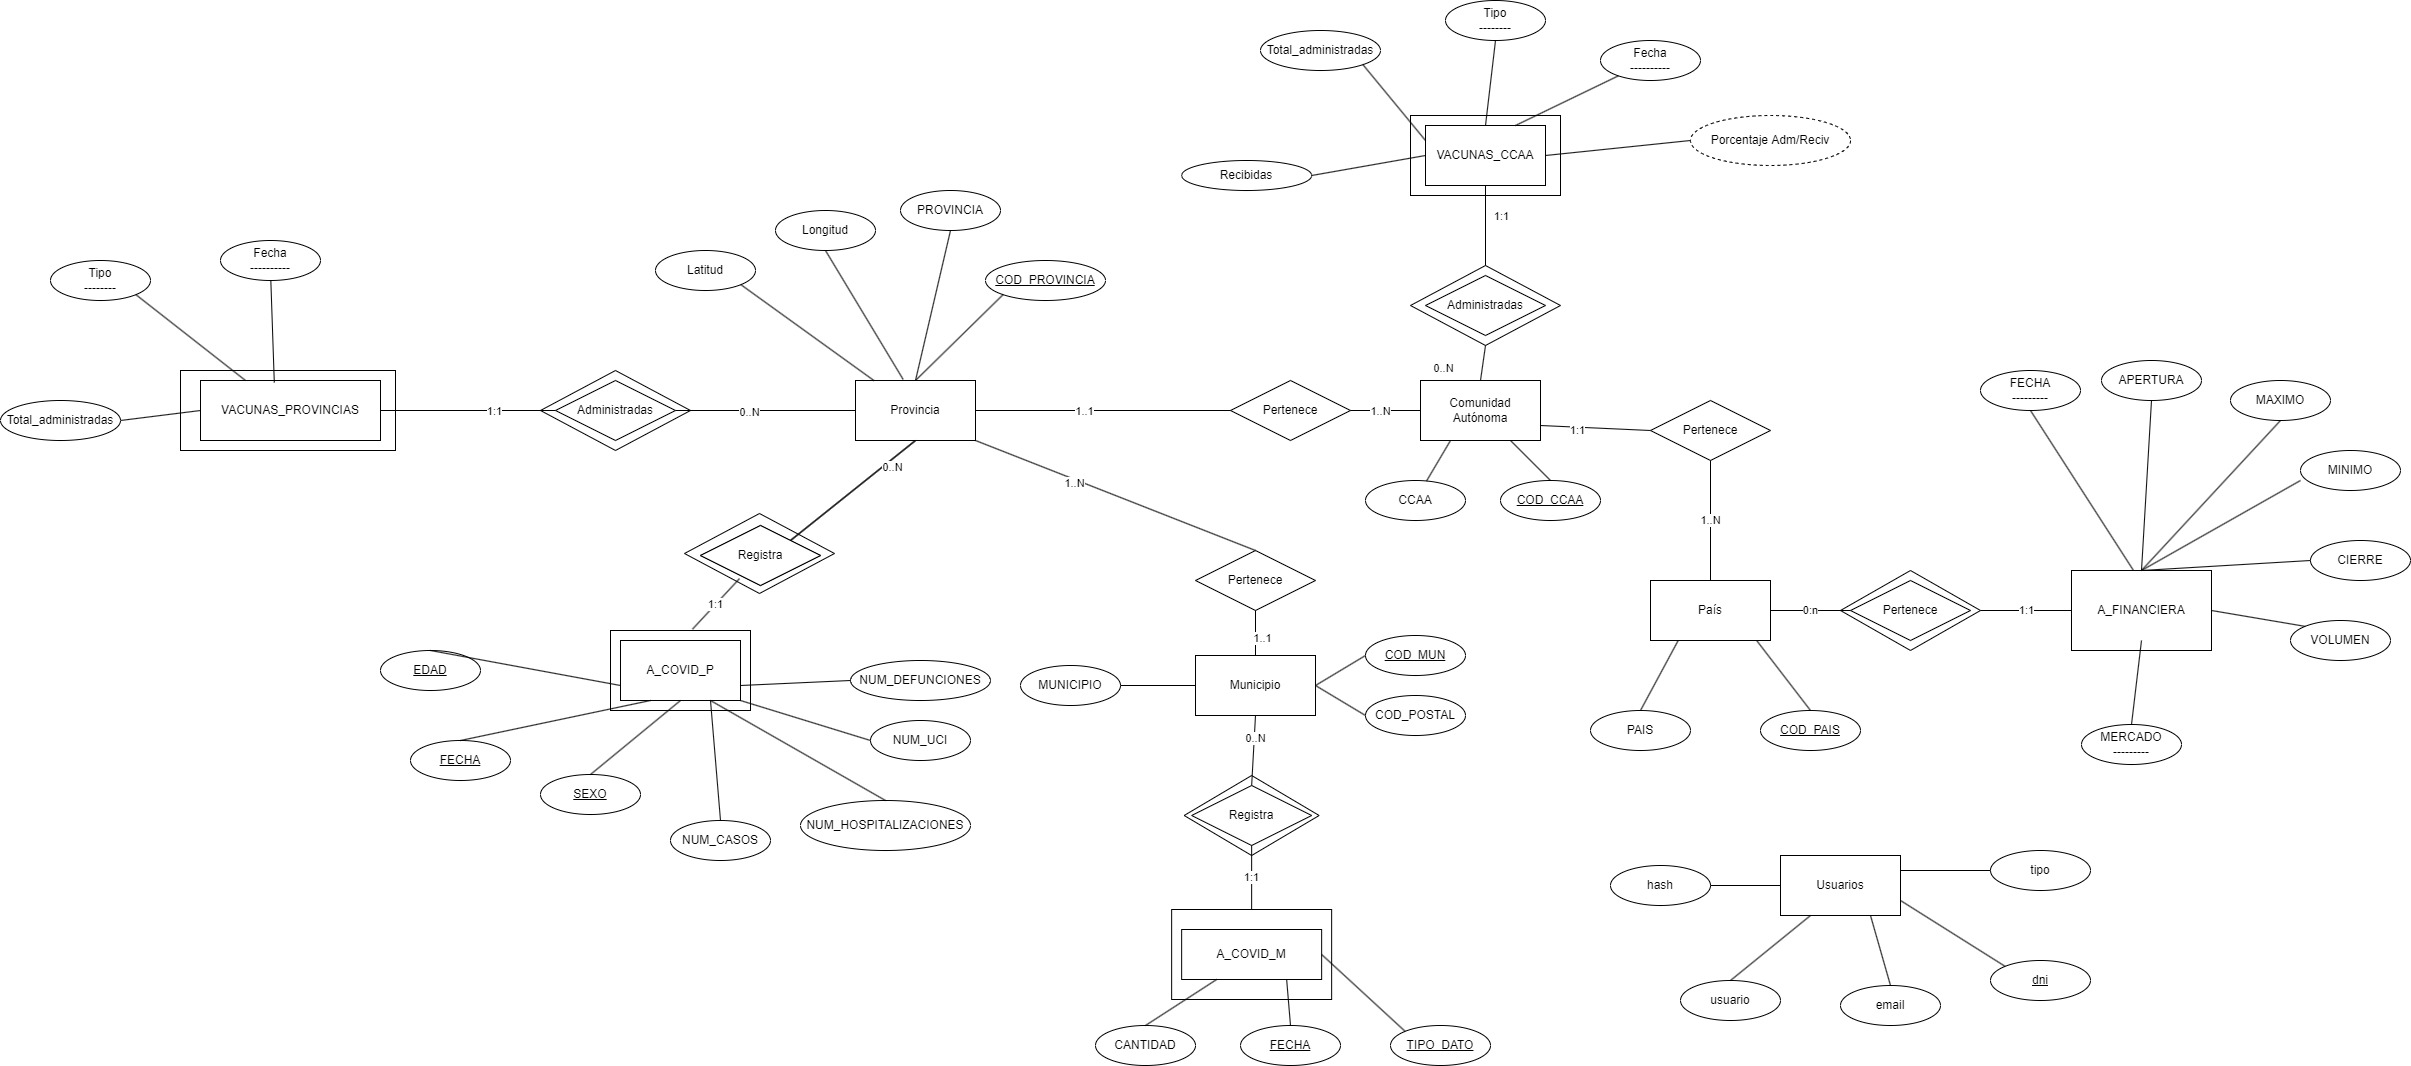 Tipo
--------
Total_administradas
Fecha
----------
Porcentaje Adm/Reciv
VACUNAS_CCAA
Recibidas
1:1
PROVINCIA
Longitud
Latitud
COD_PROVINCIA
Fecha
----------
Tipo
--------
Administradas
0..N
Total_administradas
VACUNAS_PROVINCIAS
1:1
Administradas
0..N
Provincia
1..1
Pertenece
1..N
Comunidad
Autónoma
1:1
Pertenece
CCAA
COD_CCAA
1..N
FECHA
---------
APERTURA
MAXIMO
MINIMO
CIERRE
VOLUMEN
País
0:n
Pertenece
1:1
A_FINANCIERA
PAIS
COD_PAIS
MERCADO
---------
0..N
1..N
Registra
Pertenece
1:1
1..1
EDAD
A_COVID_P
NUM_DEFUNCIONES
FECHA
NUM_UCI
SEXO
NUM_CASOS
NUM_HOSPITALIZACIONES
MUNICIPIO
Municipio
COD_MUN
COD_POSTAL
0..N
Registra
1:1
A_COVID_M
CANTIDAD
FECHA
TIPO_DATO
hash
Usuarios
tipo
usuario
email
dni